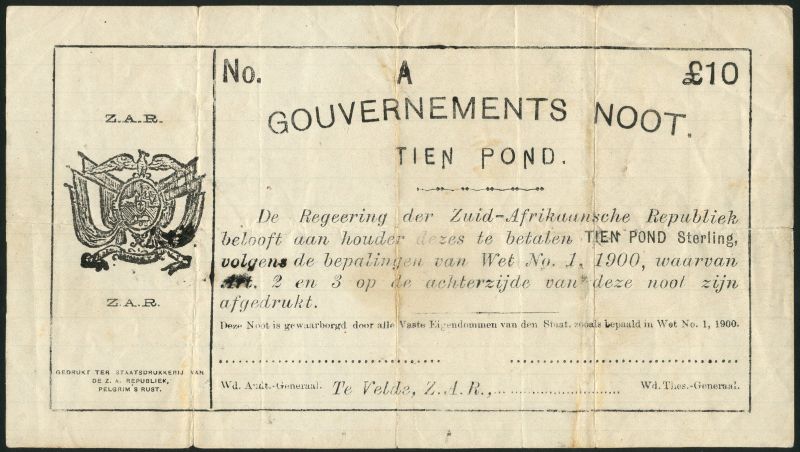 Z.A.R.
Z.A.R.
GEDRUKT TER STAATSDRUKKERIJ VAN
DE Z. A. REPUBLIEK,
PELGRIM S RUST.
No. A £10
GOUVERNEMENTS NOOT.
TIEN POND.
De Regeering der Zuid-Afrikaansche Republiek
belooft aan houder dezes te betalen TIEN POND Sterling,
volgens de bepalingen van Wet No. 1, 1900, waarvan
Art. 2 en 3 op de achterzijde van deze noot zijn
afgedrukt.
Deze Noot is gewaarborgd door alle Vaste Eigendommen van den Staat, zooals bepaald in Wet No. 1, 1900.
Wd. Audt.-Generaal. Te Velde, Z.A.R., Wd. Thes.-Generaal.